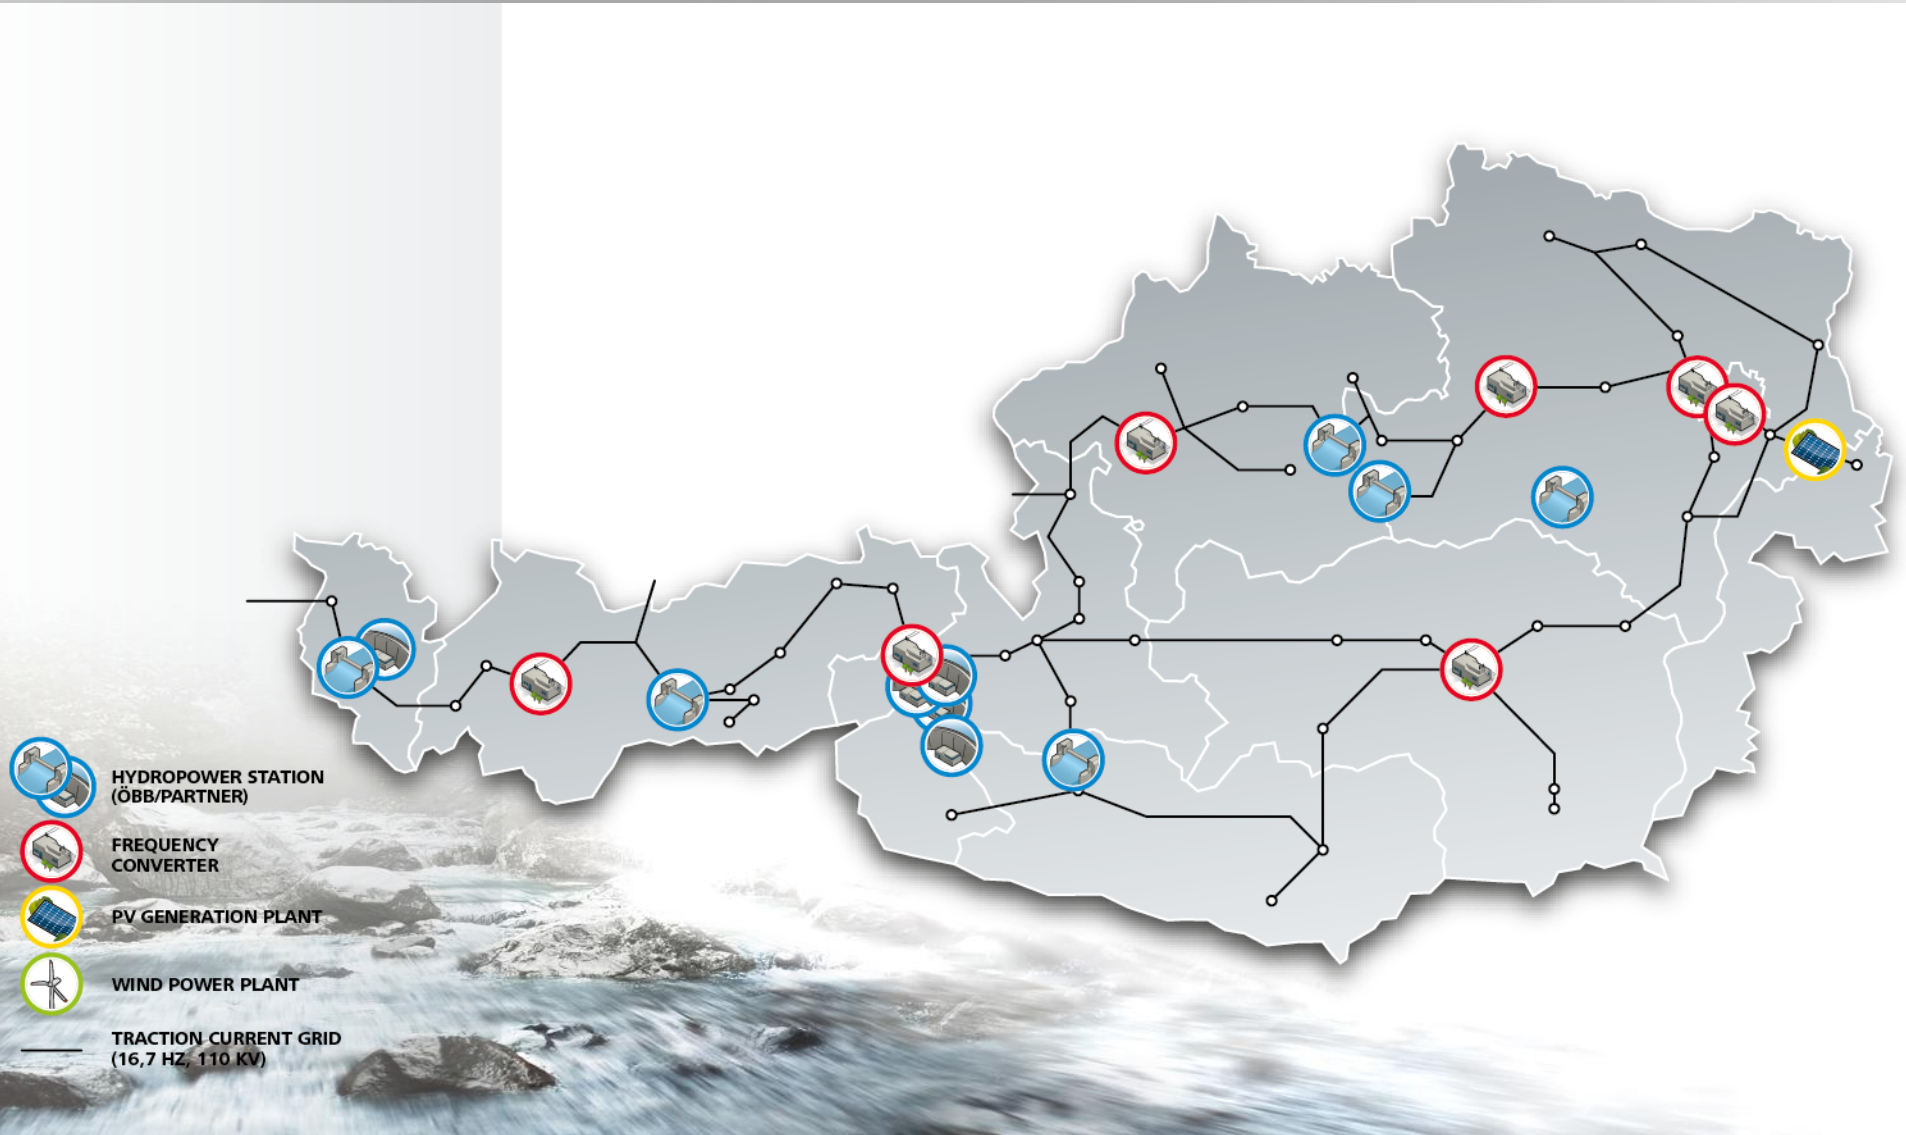 HYDROPOWER STATION
(ÖBB/PARTNER)
FREQUENCY
CONVERTER
PV GENERATION PLANT
WIND POWER PLANT
TRACTION CURRENT GRID
(16,7 HZ, 110 KV)